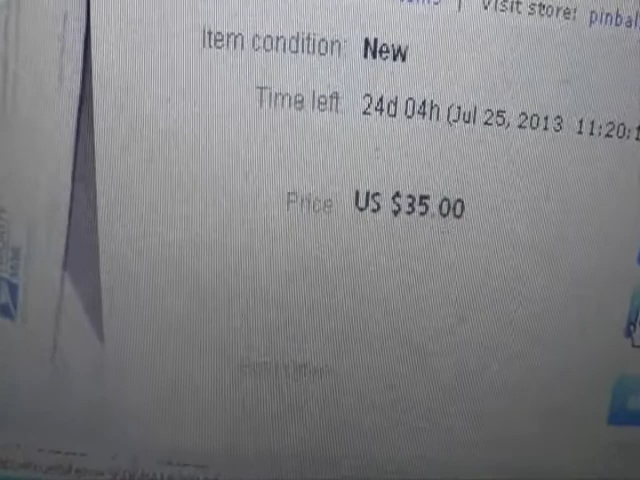 Visit store: pinbal
Item condition: New
Time left: 24d 04h (Jul 25, 2013 11:20:1
Price: US $35.00